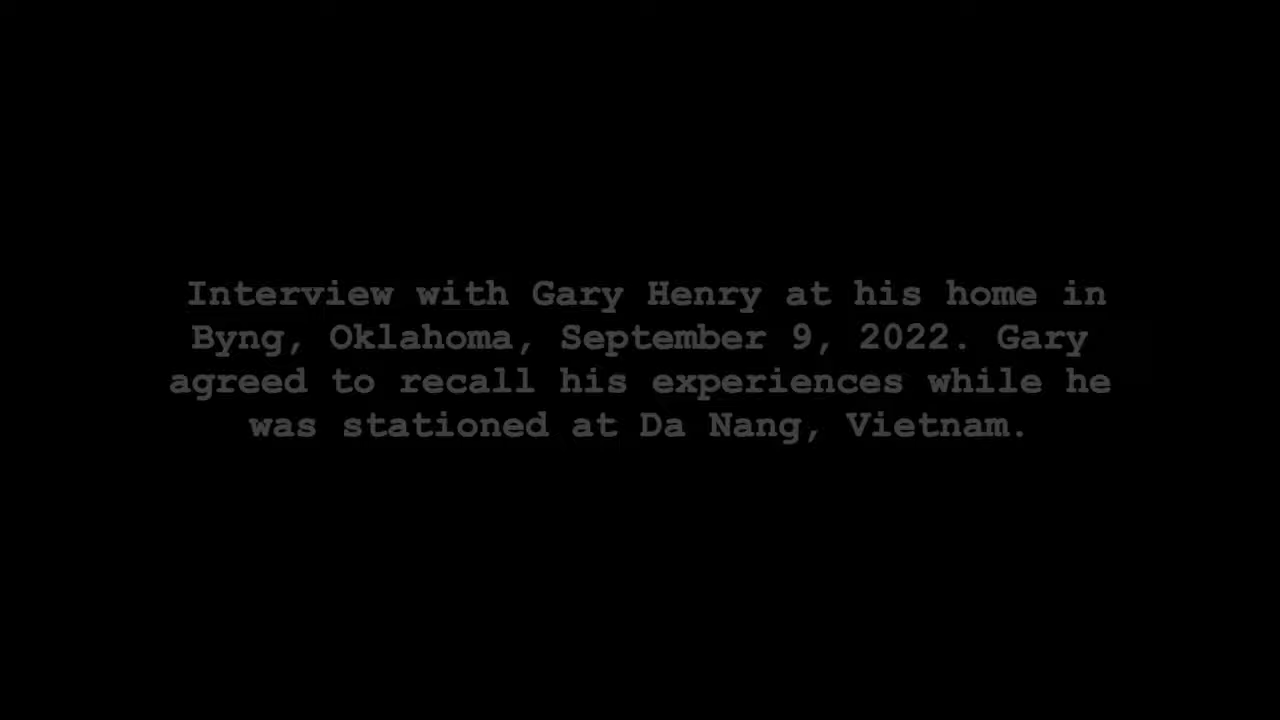 Interview with Gary Henry at his home in
Byng, Oklahoma, September 9, 2022. Gary
agreed to recall his experiences while he
was stationed at Da Nang, Vietnam.